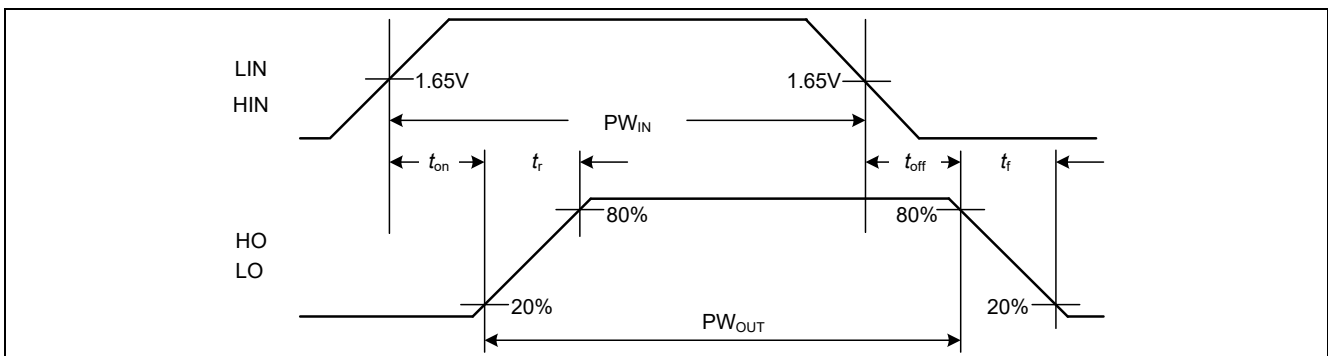 LIN
HIN
1.65V
1.65V
PWIN
ton
tr
toff
tf
HO
LO
80%
80%
20%
20%
PWOUT